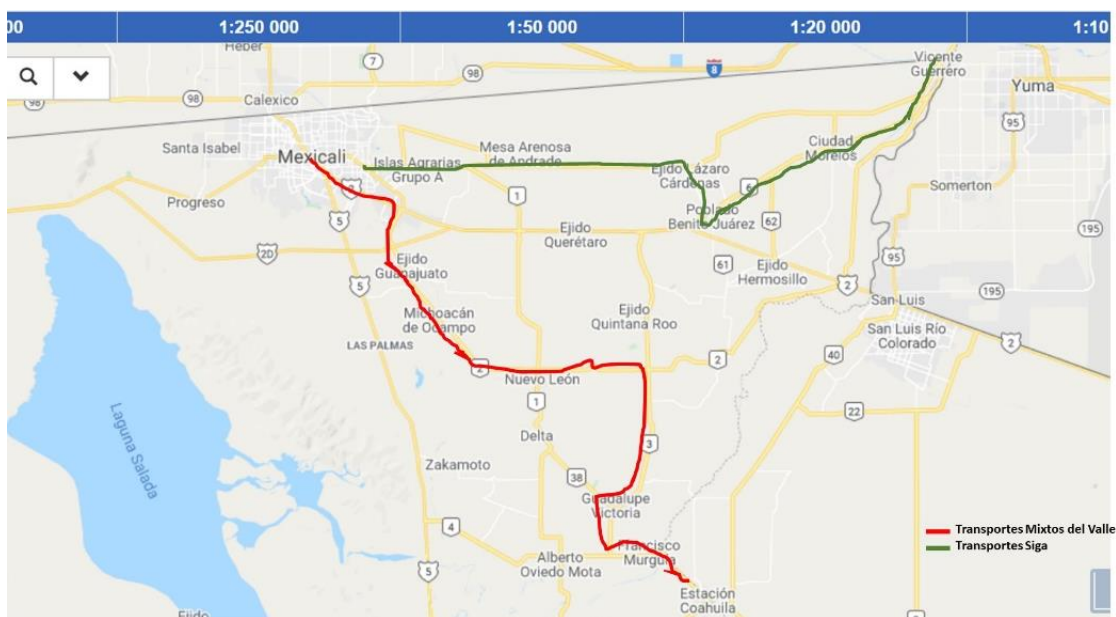 00
1:250 000
1:50 000
1:20 000
1:10
Heber
7
98
8
Vicente
Guerrero
98
98
Calexico
Yuma
95
Santa Isabel
Mexicali
Islas Agrarias
Grupo A
Mesa Arenosa
de Andrade
Ciudad
Morelos
Ejido Lázaro
Cárdenas
6
Somerton
Progreso
2
1
5
Poblado
Benito Juárez
62
195
2D
Ejido
Querétaro
95
Ejido
Guanajuato
61
Ejido
Hermosillo
5
2
195
San Luis
Michoacán
de Ocampo
Ejido
Quintana Roo
San Luis Río
Colorado
LAS PALMAS
2
2
40
2
Nuevo León
1
22
Laguna Salada
Delta
3
Zakamoto
38
Guadalupe
Victoria
4
Transportes Mixtos del Valle
Transportes Siga
Francisco
Murguía
Alberto
Oviedo Mota
5
Estación
Coahuila
Ejido